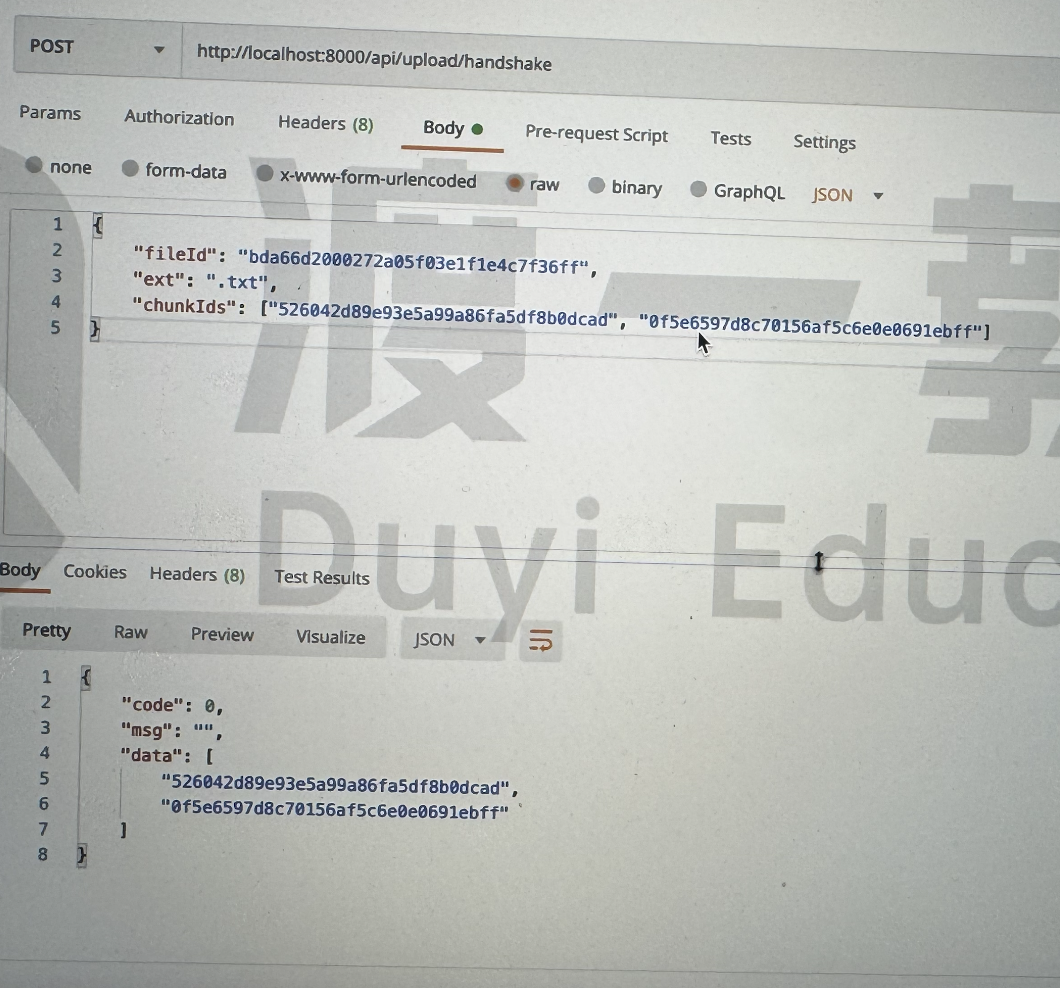 POST http://localhost:8000/api/upload/handshake
Params Authorization Headers (8) Body Pre-request Script Tests Settings
none form-data x-www-form-urlencoded raw binary GraphQL JSON
1 {
2 "fileId": "bda66d2000272a05f03e1f1e4c7f36ff",
3 "ext": ".txt",
4 "chunkIds": ["526042d89e93e5a99a86fa5df8b0dcad", "0f5e6597d8c70156af5c6e0e0691ebff"]
5 }
渡一教
Duyi Educ
Body Cookies Headers (8) Test Results
Pretty Raw Preview Visualize JSON
1 {
2 "code": 0,
3 "msg": "",
4 "data": [
5 "526042d89e93e5a99a86fa5df8b0dcad",
6 "0f5e6597d8c70156af5c6e0e0691ebff"
7 ]
8 }